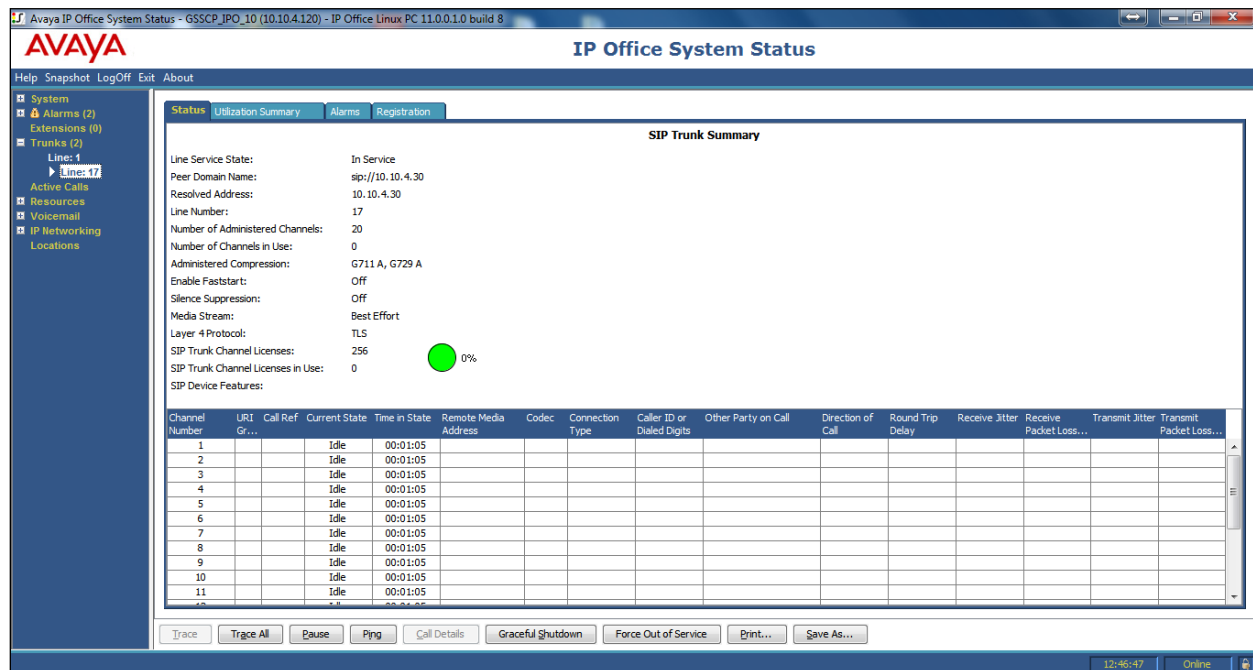 Avaya IP Office System Status - GSSCP_IPO_10 (10.10.4.120) - IP Office Linux PC 11.0.0.1.0 build 8
AVAYA
IP Office System Status
Help Snapshot LogOff Exit About
System
Alarms (2)
Extensions (0)
Trunks (2)
Line: 1
Line: 17
Active Calls
Resources
Voicemail
IP Networking
Locations
Status Utilization Summary Alarms Registration
SIP Trunk Summary
Line Service State: In Service
Peer Domain Name: sip://10.10.4.30
Resolved Address: 10.10.4.30
Line Number: 17
Number of Administered Channels: 20
Number of Channels in Use: 0
Administered Compression: G711 A, G729 A
Enable Faststart: Off
Silence Suppression: Off
Media Stream: Best Effort
Layer 4 Protocol: TLS
SIP Trunk Channel Licenses: 256
0%
SIP Trunk Channel Licenses in Use: 0
SIP Device Features:
Channel Number URI Gr... Call Ref Current State Time in State Remote Media Address Codec Connection Type Caller ID or Dialed Digits Other Party on Call Direction of Call Round Trip Delay Receive Jitter Receive Packet Loss... Transmit Jitter Transmit Packet Loss...
1 Idle 00:01:05
2 Idle 00:01:05
3 Idle 00:01:05
4 Idle 00:01:05
5 Idle 00:01:05
6 Idle 00:01:05
7 Idle 00:01:05
8 Idle 00:01:05
9 Idle 00:01:05
10 Idle 00:01:05
11 Idle 00:01:05
Trace Trace All Pause Ping Call Details Graceful Shutdown Force Out of Service Print... Save As...
12:46:47 Online